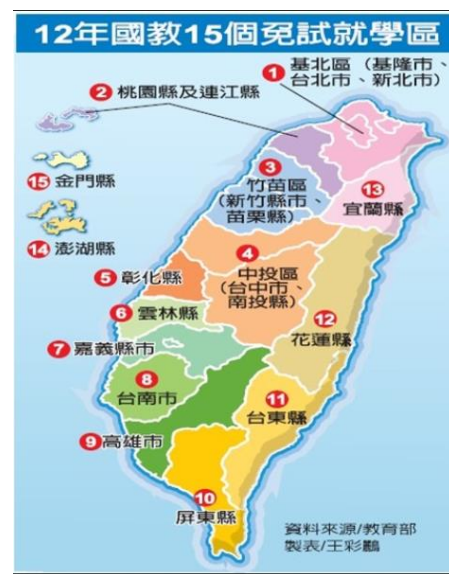 12年國教15個免試就學區
1 基北區（基隆市、
台北市、新北市）
2 桃園縣及連江縣
3
竹苗區
（新竹縣市、
苗栗縣）
13
宜蘭縣
15 金門縣
14 澎湖縣
4
中投區
（台中市、
南投縣）
5 彰化縣
6 雲林縣
12
花蓮縣
7 嘉義縣市
8
台南市
11
台東縣
9 高雄市
10
屏東縣
資料來源/教育部
製表/王彩鸝